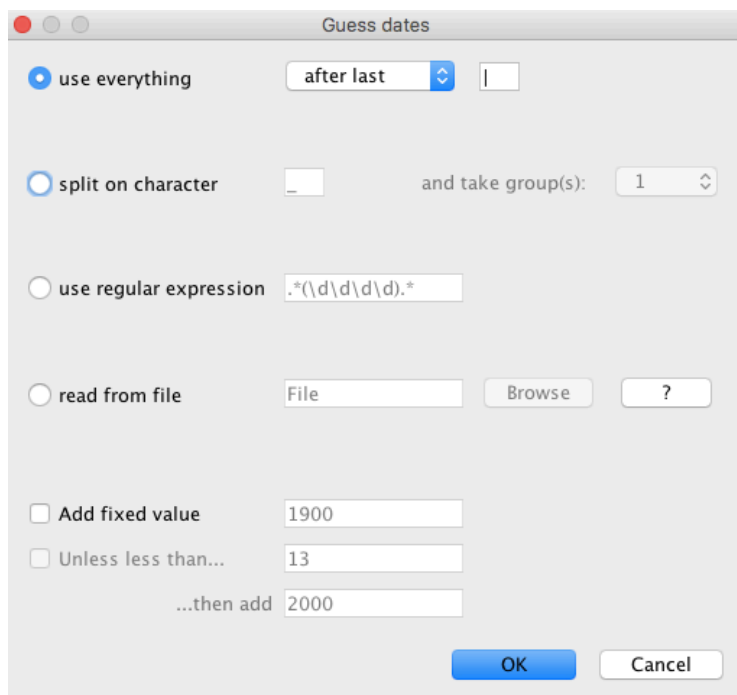 Guess dates
use everything after last |
split on character _ and take group(s): 1
use regular expression .*(\d\d\d\d).*
read from file File Browse ?
Add fixed value 1900
Unless less than... 13
...then add 2000
OK Cancel